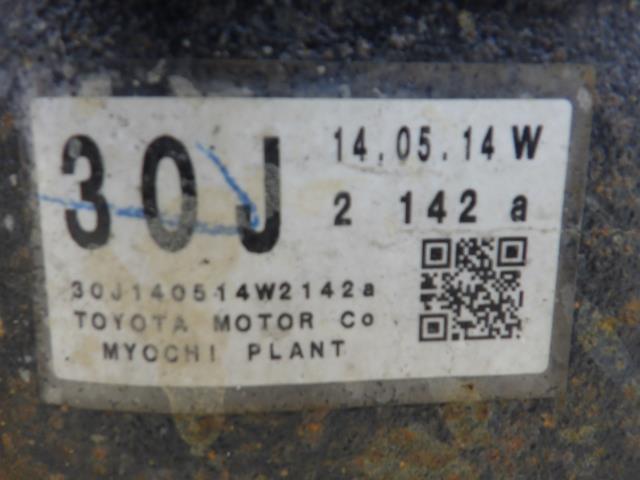 30J
14.05.14 W
2 142 a
30J140514W2142a
TOYOTA MOTOR Co
MYOCHI PLANT